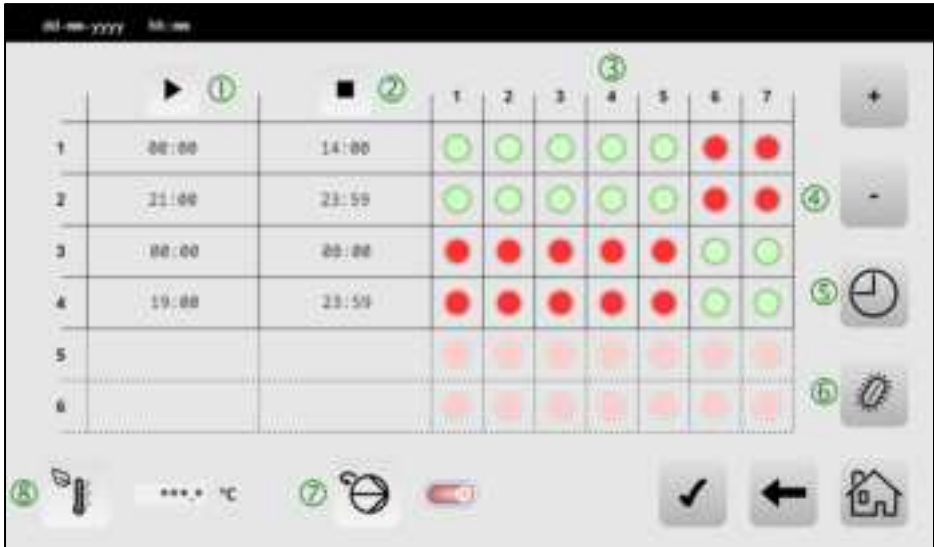 dd-mm-yyyy hh:mm
① ② ③
1 2 3 4 5 6 7 +
1 00:00 14:00
2 21:00 23:59 ④ -
3 00:00
4 19:00 23:59 ⑤
5
6 ⑥
⑧ ***.* °C ⑦